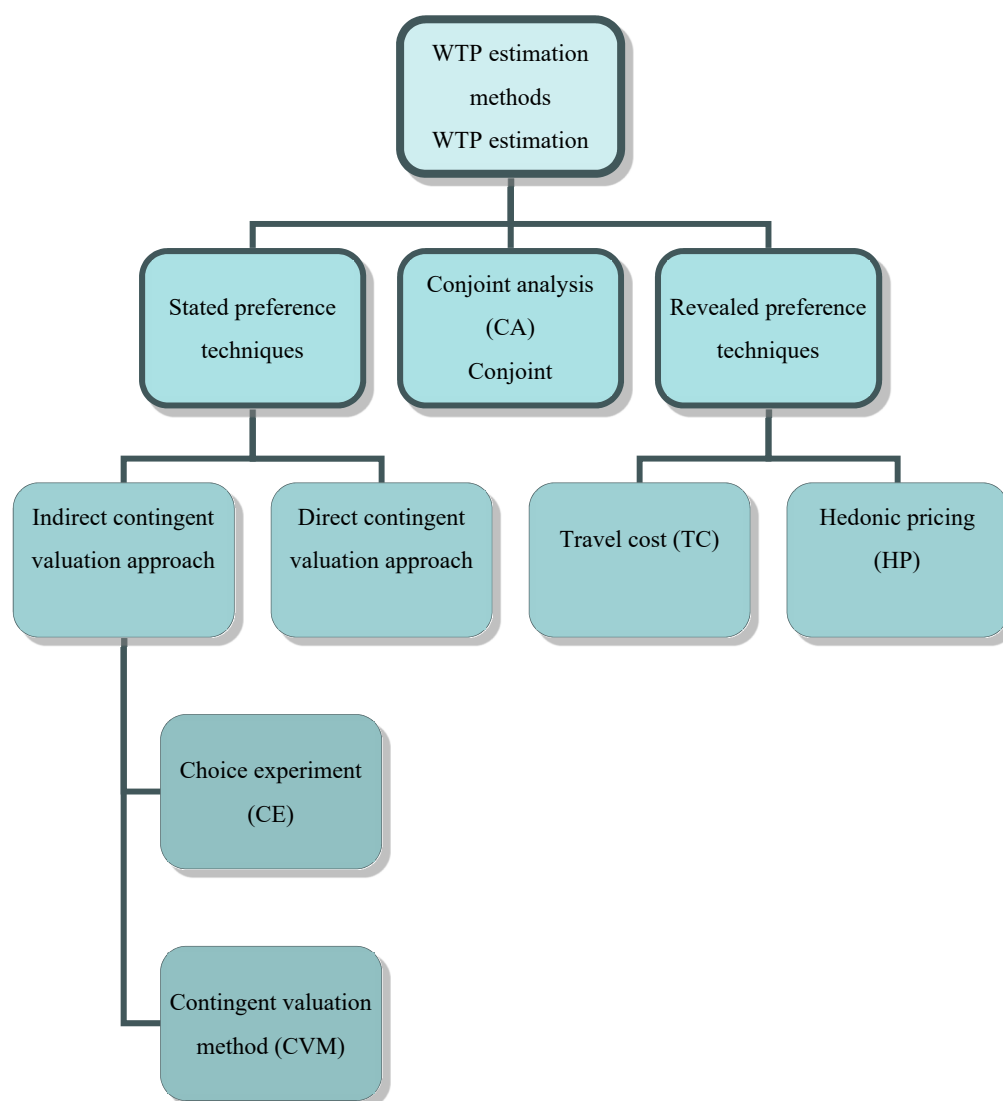 WTP estimation
methods
WTP estimation
Stated preference
techniques
Conjoint analysis
(CA)
Conjoint
Revealed preference
techniques
Indirect contingent
valuation approach
Direct contingent
valuation approach
Travel cost (TC)
Hedonic pricing
(HP)
Choice experiment
(CE)
Contingent valuation
method (CVM)